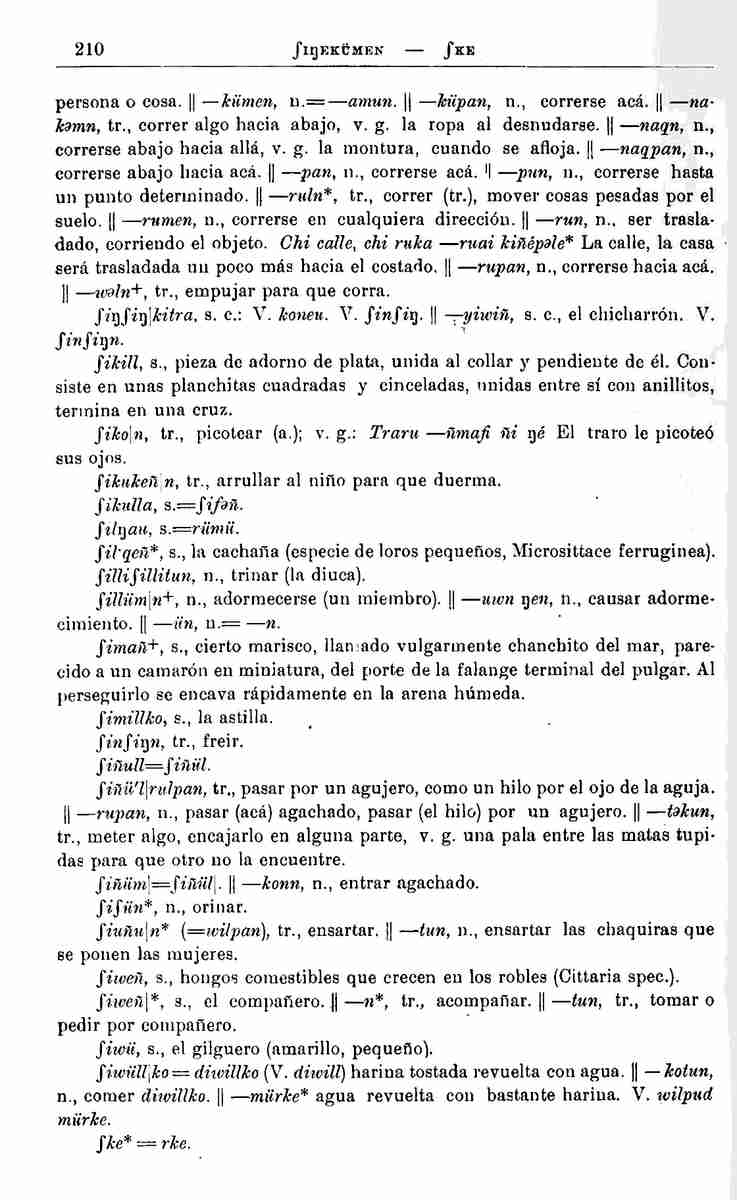 210 ʃIŊEKÜMEN — ʃKE
persona o cosa. || —kümen, n.=—amun. || —küpan, n., correrse acá. || —na-
kəmn, tr., correr algo hacia abajo, v. g. la ropa al desnudarse. || —naqn, n.,
correrse abajo hacia allá, v. g. la montura, cuando se afloja. || —naqpan, n.,
correrse abajo hacia acá. || —pan, n., correrse acá. || —pun, n., correrse hasta
un punto determinado. || —ruln*, tr., correr (tr.), mover cosas pesadas por el
suelo. || —rumen, n., correrse en cualquiera dirección. || —run, n., ser trasla-
dado, corriendo el objeto. Chi calle, chi ruka —ruai kiñépəle* La calle, la casa
será trasladada un poco más hacia el costado. || —rupan, n., correrse hacia acá.
|| —wəln+, tr., empujar para que corra.
ʃiŋʃiŋ|kitra, s. c.: V. koneu. V. ʃinʃiŋ. || —yiwiñ, s. c., el chicharrón. V.
ʃinʃiŋn.
ʃikill, s., pieza de adorno de plata, unida al collar y pendiente de él. Con-
siste en unas planchitas cuadradas y cinceladas, unidas entre sí con anillitos,
termina en una cruz.
ʃiko|n, tr., picotear (a.); v. g.: Traru —ñmafi ñi ŋé El traro le picoteó
sus ojos.
ʃikukeñ|n, tr., arrullar al niño para que duerma.
ʃikulla, s.=ʃifəñ.
ʃilŋau, s.=rümü.
ʃil·qeñ*, s., la cachaña (especie de loros pequeños, Microsittace ferruginea).
ʃilliʃillitun, n., trinar (la diuca).
ʃillüm|n+, n., adormecerse (un miembro). || —uwn ŋen, n., causar adorme-
cimiento. || —ün, n.= —n.
ʃimañ+, s., cierto marisco, llamado vulgarmente chanchito del mar, pare-
cido a un camarón en miniatura, del porte de la falange terminal del pulgar. Al
perseguirlo se encava rápidamente en la arena húmeda.
ʃimillko, s., la astilla.
ʃinʃiŋn, tr., freir.
ʃiñull=ʃiñül.
ʃiñü'l|rulpan, tr., pasar por un agujero, como un hilo por el ojo de la aguja.
|| —rupan, n., pasar (acá) agachado, pasar (el hilo) por un agujero. || —təkun,
tr., meter algo, encajarlo en alguna parte, v. g. una pala entre las matas tupi-
das para que otro no la encuentre.
ʃiñüm|=ʃiñül|. || —konn, n., entrar agachado.
ʃiʃün*, n., orinar.
ʃiuñu|n* (=wilpan), tr., ensartar. || —tun, n., ensartar las chaquiras que
se ponen las mujeres.
ʃiweñ, s., hongos comestibles que crecen en los robles (Cittaria spec.).
ʃiweñ|*, s., el compañero. || —n*, tr., acompañar. || —tun, tr., tomar o
pedir por compañero.
ʃiwü, s., el gilguero (amarillo, pequeño).
ʃiwüll|ko= diwillko (V. diwill) harina tostada revuelta con agua. || —kotun,
n., comer diwillko. || —mürke* agua revuelta con bastante harina. V. wilpud
mürke.
ʃke* = rke.